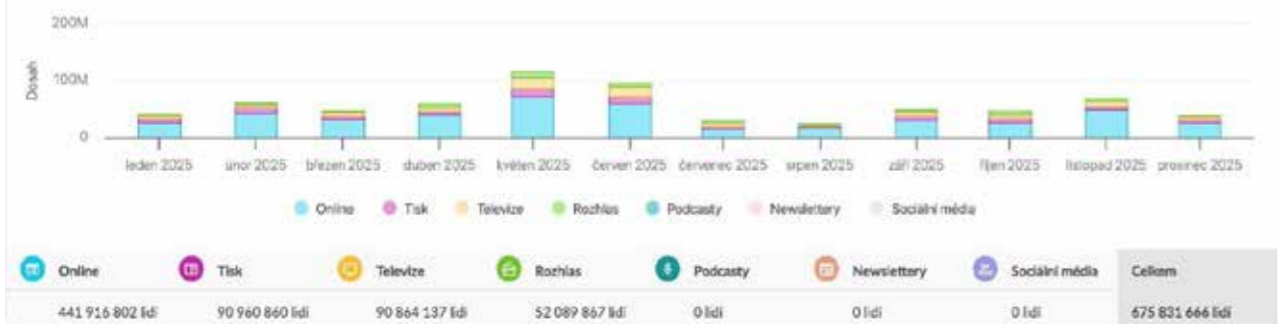 200M
100M
0
Dosah
leden 2025 únor 2025 březen 2025 duben 2025 květen 2025 červen 2025 červenec 2025 srpen 2025 září 2025 říjen 2025 listopad 2025 prosinec 2025
Online Tisk Televize Rozhlas Podcasty Newslettery Sociální média
Online Tisk Televize Rozhlas Podcasty Newslettery Sociální média Celkem
441 916 802 lidí 90 960 860 lidí 90 864 137 lidí 52 089 867 lidí 0 lidí 0 lidí 0 lidí 675 831 666 lidí